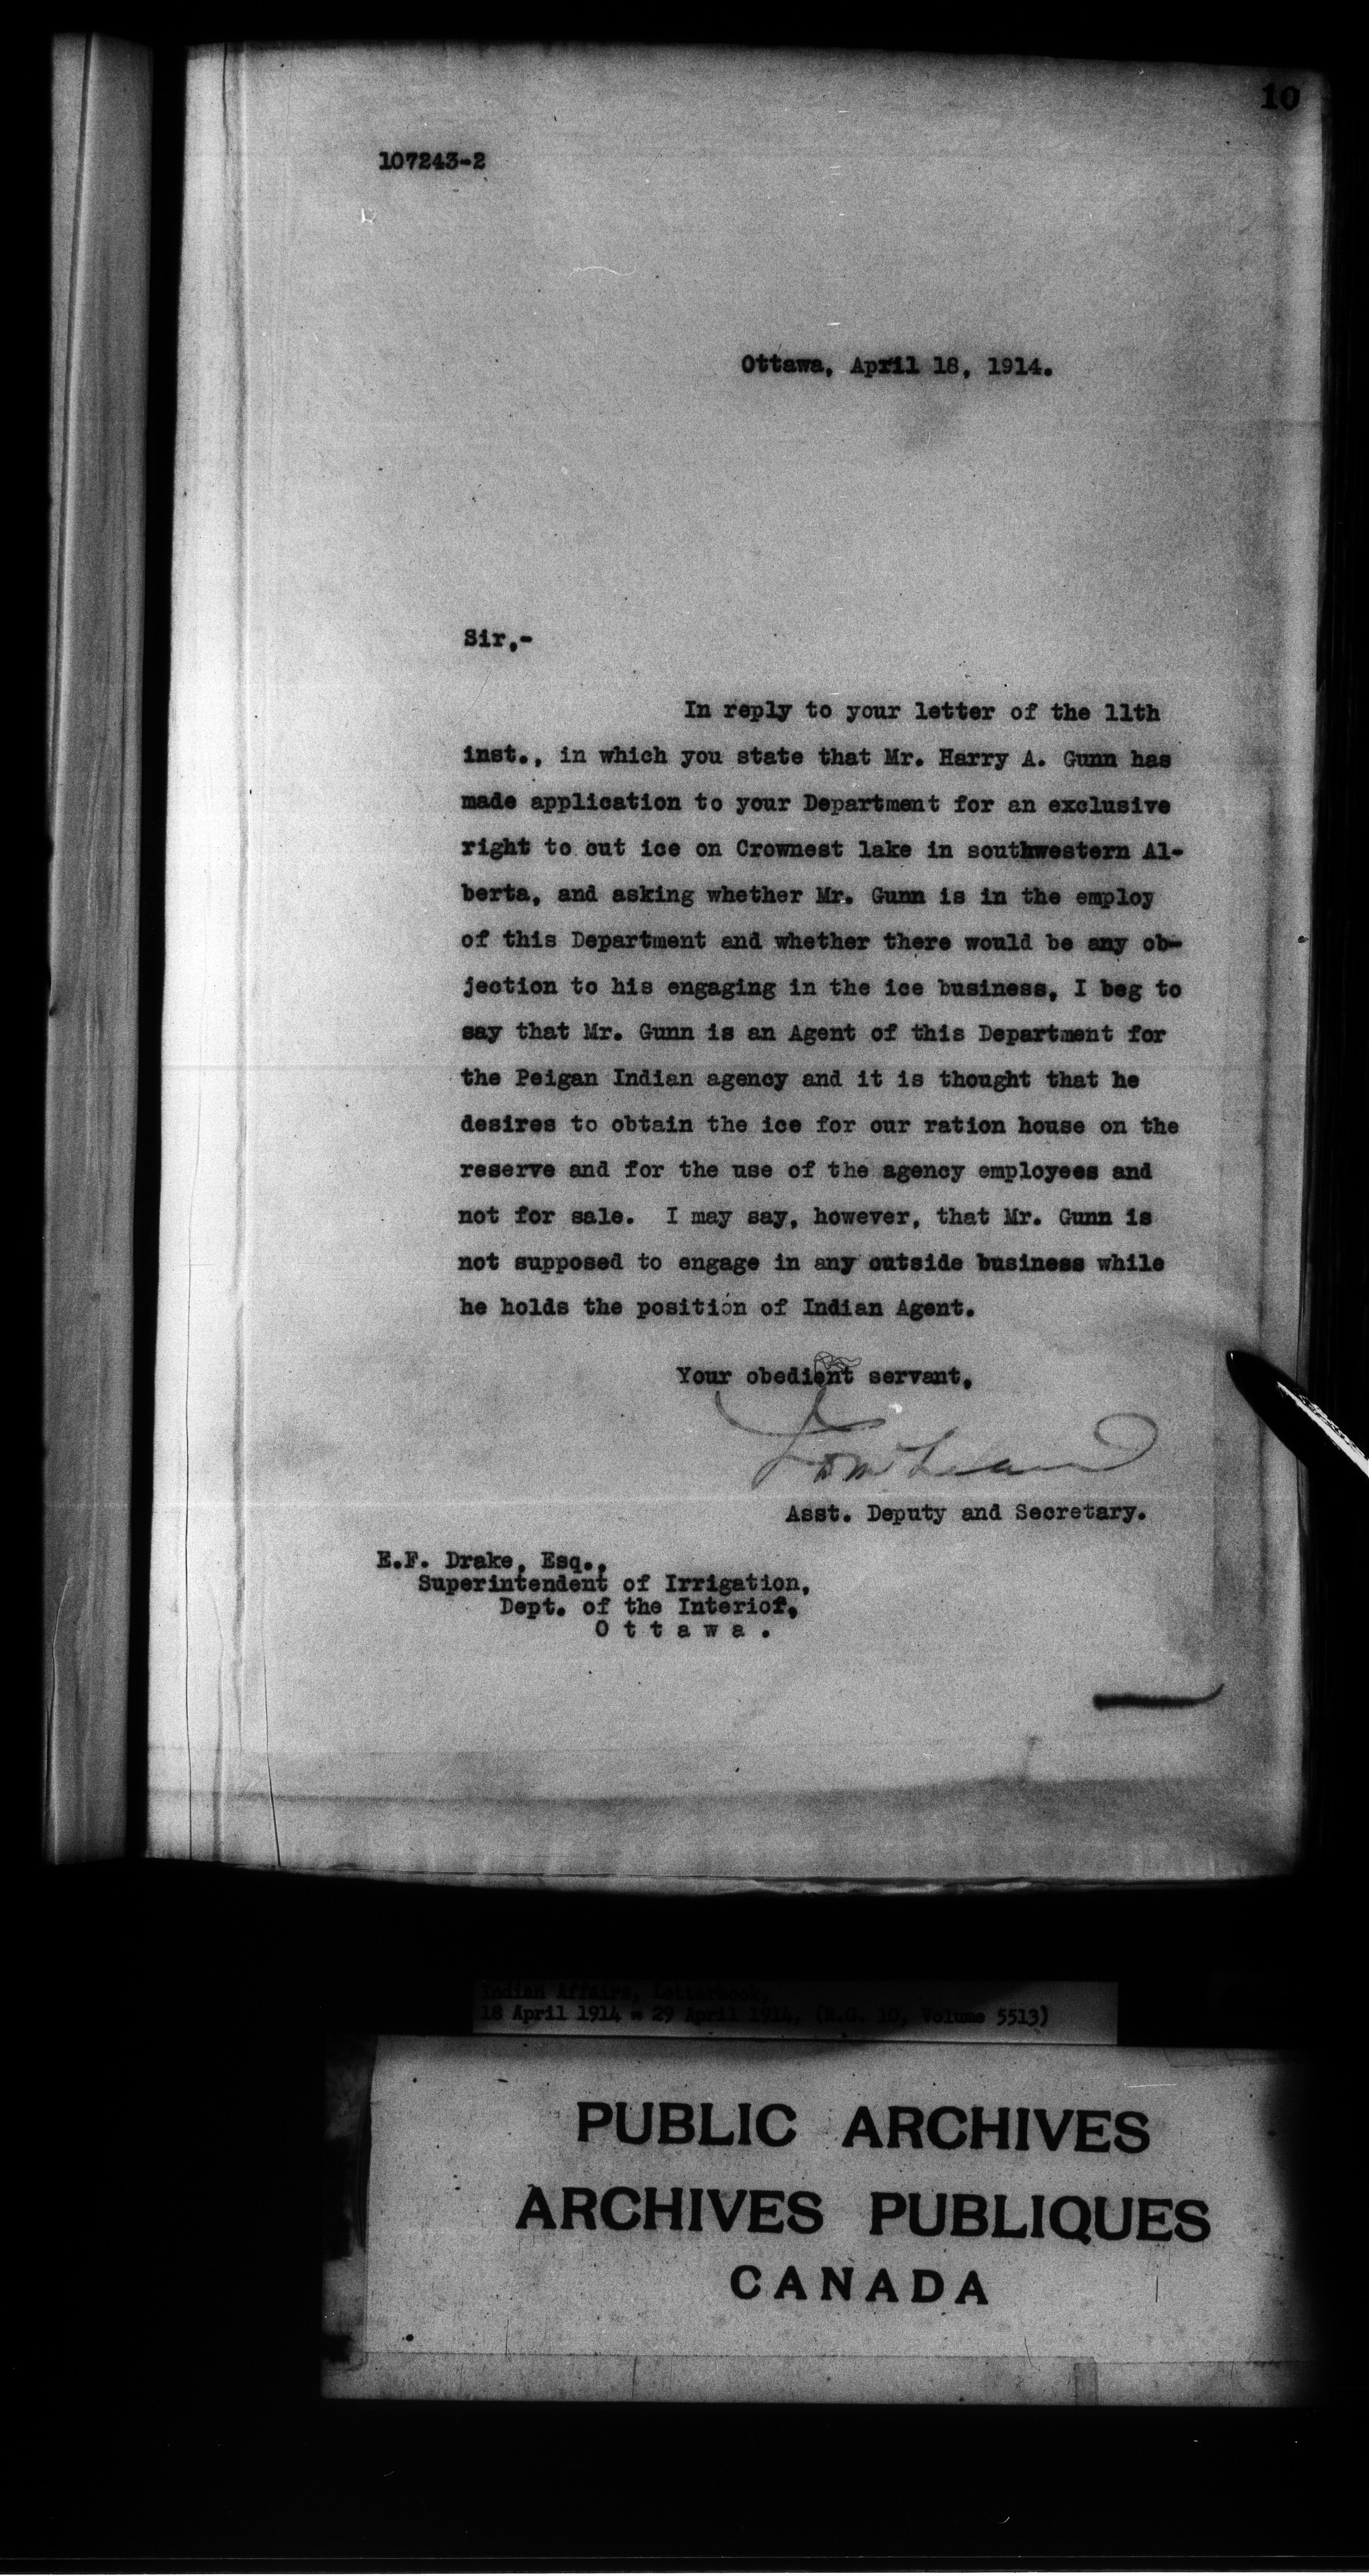 10
107243-2
Ottawa, April 18, 1914.
Sir,-
In reply to your letter of the 11th
inst., in which you state that Mr. Harry A. Gunn has
made application to your Department for an exclusive
right to cut ice on Crownest lake in southwestern Al-
berta, and asking whether Mr. Gunn is in the employ
of this Department and whether there would be any ob-
jection to his engaging in the ice business, I beg to
say that Mr. Gunn is an Agent of this Department for
the Peigan Indian agency and it is thought that he
desires to obtain the ice for our ration house on the
reserve and for the use of the agency employees and
not for sale. I may say, however, that Mr. Gunn is
not supposed to engage in any outside business while
he holds the position of Indian Agent.
Your obedient servant,
Asst. Deputy and Secretary.
E.F. Drake, Esq.,
Superintendent of Irrigation,
Dept. of the Interior,
Ottawa.
Indian Affairs, Letterbook,
18 April 1914 - 29 April 1914, (R.G. 10, Volume 5513)
PUBLIC ARCHIVES
ARCHIVES PUBLIQUES
CANADA